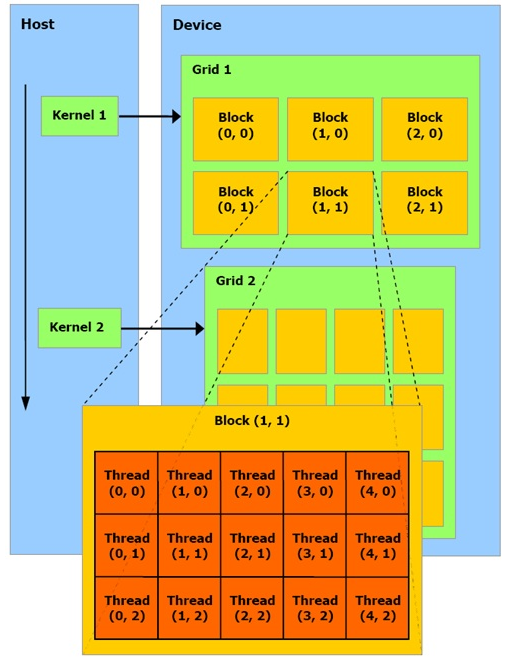 Host
Device
Grid 1
Kernel 1
Block Block Block
(0, 0) (1, 0) (2, 0)
Block Block Block
(0, 1) (1, 1) (2, 1)
Grid 2
Kernel 2
Block (1, 1)
Thread Thread Thread Thread Thread
(0, 0) (1, 0) (2, 0) (3, 0) (4, 0)
Thread Thread Thread Thread Thread
(0, 1) (1, 1) (2, 1) (3, 1) (4, 1)
Thread Thread Thread Thread Thread
(0, 2) (1, 2) (2, 2) (3, 2) (4, 2)